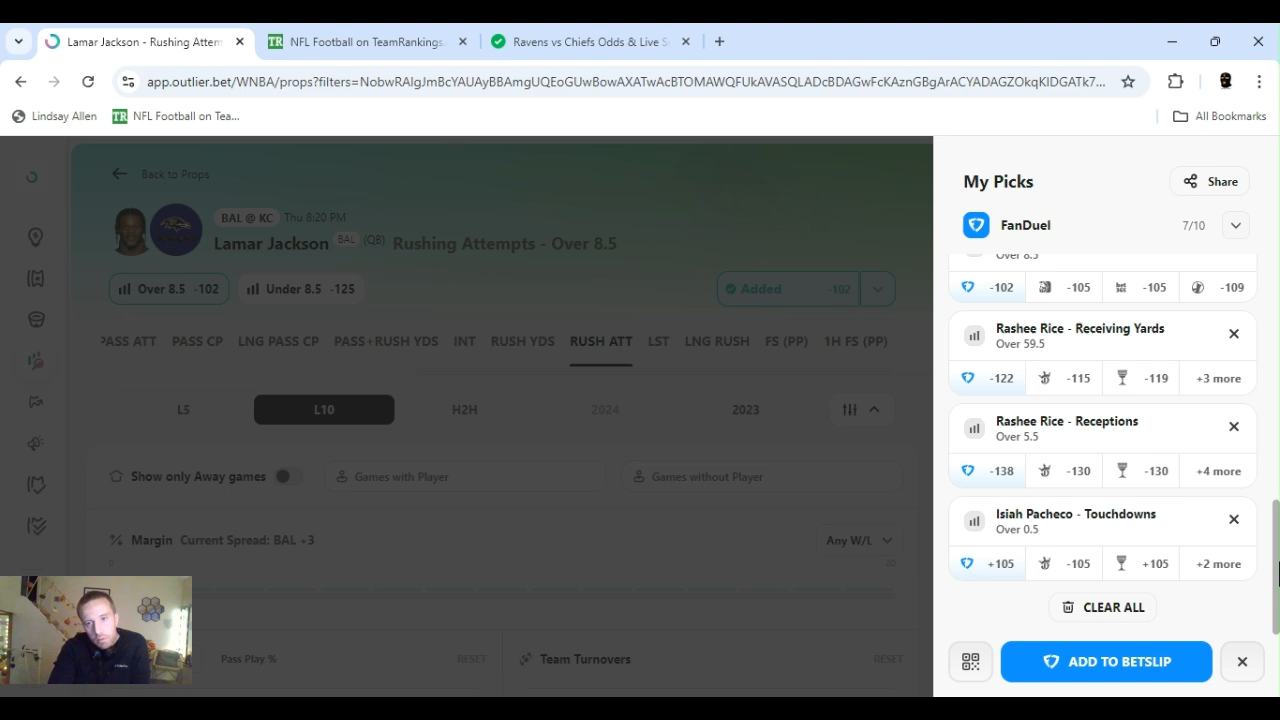 Lamar Jackson - Rushing Attem
NFL Football on TeamRankings.
Ravens vs Chiefs Odds & Live S
app.outlier.bet/WNBA/props?filters=NobwRAlgJmBcYAUAyBBAmgUQEoGUwBowAXATwAcBTOMAWQFUkAVASQLADcBDAGwFcKAznGBgArACYADAGZOkqKIDGATk7...
Lindsay Allen
TR NFL Football on Tea...
All Bookmarks
Back to Props
BAL @ KC Thu 8:20 PM
Lamar Jackson BAL (QB) Rushing Attempts - Over 8.5
Over 8.5 -102
Under 8.5 -125
Added -102
PASS ATT PASS CP LNG PASS CP PASS+RUSH YDS INT RUSH YDS RUSH ATT LST LNG RUSH FS (PP) 1H FS (PP)
L5 L10 H2H 2024 2023
Show only Away games
Games with Player
Games without Player
Margin Current Spread: BAL +3
Any W/L
0 20
Pass Play %
RESET
Team Turnovers
RESET
My Picks
Share
FanDuel
7/10
Over 8.5
-102 -105 -105 -109
Rashee Rice - Receiving Yards
Over 59.5
-122 -115 -119 +3 more
Rashee Rice - Receptions
Over 5.5
-138 -130 -130 +4 more
Isiah Pacheco - Touchdowns
Over 0.5
+105 -105 +105 +2 more
CLEAR ALL
ADD TO BETSLIP